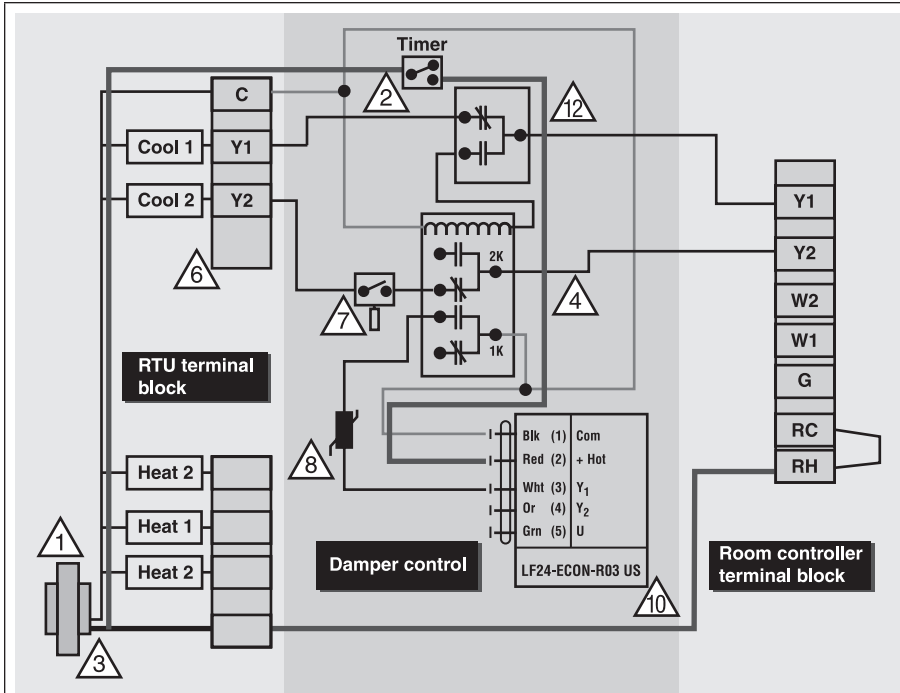 Timer
2
12
C
Cool 1
Y1
Cool 2
Y2
6
Y1
Y2
W2
W1
G
RC
RH
2K
4
7
1K
RTU terminal
block
8
Blk (1) Com
Red (2) + Hot
Wht (3) Y₁
Or (4) Y₂
Grn (5) U
LF24-ECON-R03 US
10
Damper control
Room controller
terminal block
Heat 2
Heat 1
Heat 2
1
3